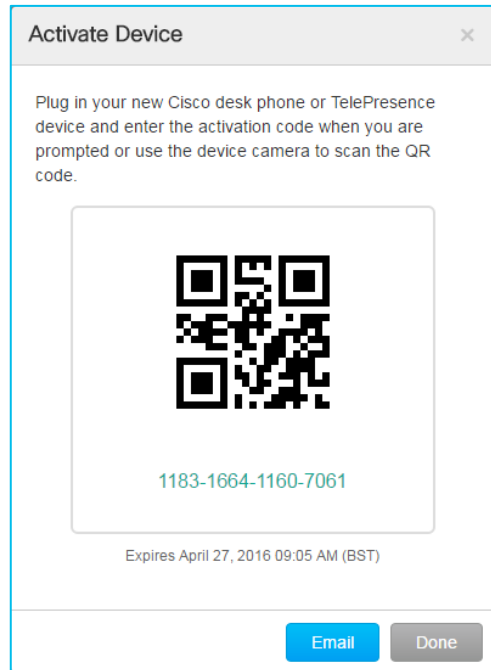 Activate Device
Plug in your new Cisco desk phone or TelePresence
device and enter the activation code when you are
prompted or use the device camera to scan the QR
code.
1183-1664-1160-7061
Expires April 27, 2016 09:05 AM (BST)
Email Done